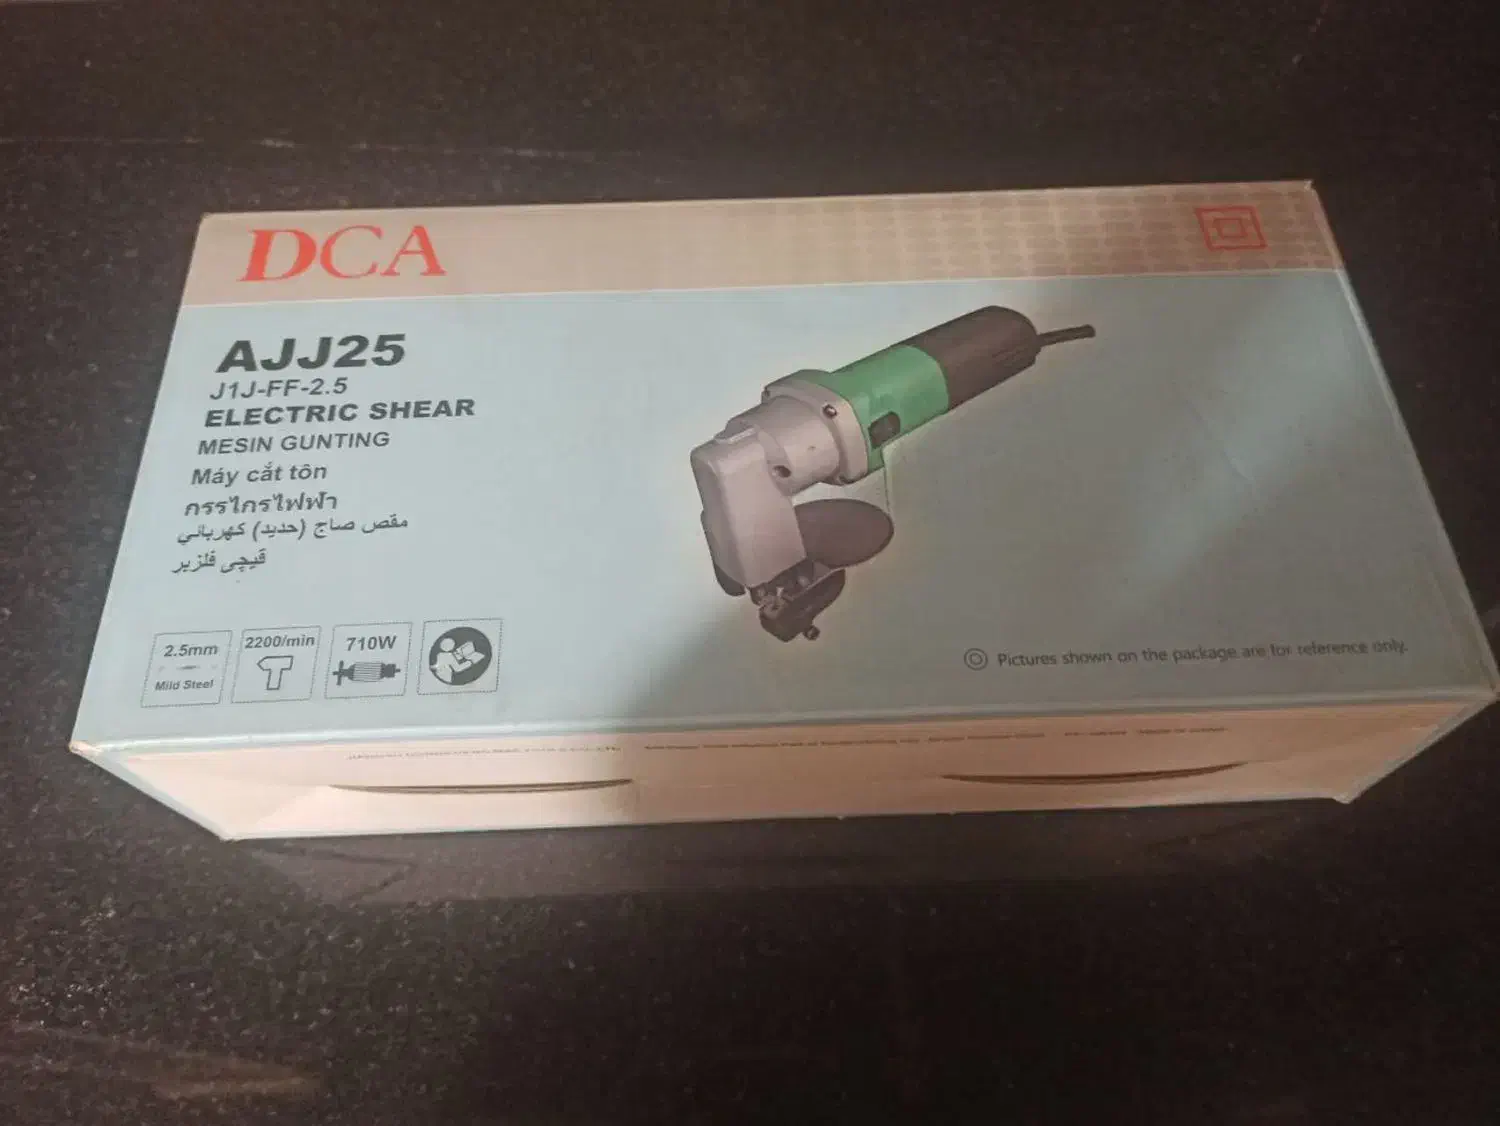 DCA
AJJ25
J1J-FF-2.5
ELECTRIC SHEAR
MESIN GUNTING
Máy cắt tôn
กรรไกรไฟฟ้า
مقص صاج (حديد) كهربائي
قیچی فلزبر
2.5mm
Mild Steel
2200/min
710W
Pictures shown on the package are for reference only.